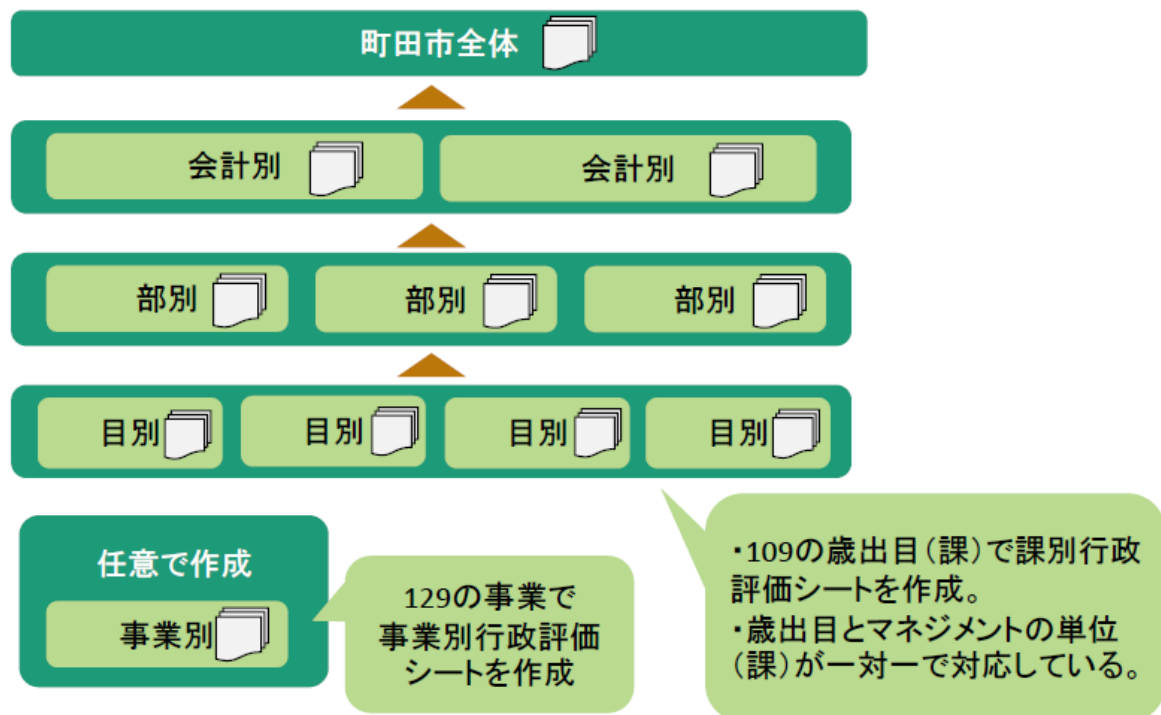 町田市全体
会計別
会計別
部別
部別
部別
目別
目別
目別
目別
任意で作成
事業別
129の事業で
事業別行政評価
シートを作成
・109の歳出目(課)で課別行政
評価シートを作成。
・歳出目とマネジメントの単位
(課)が一対一で対応している。